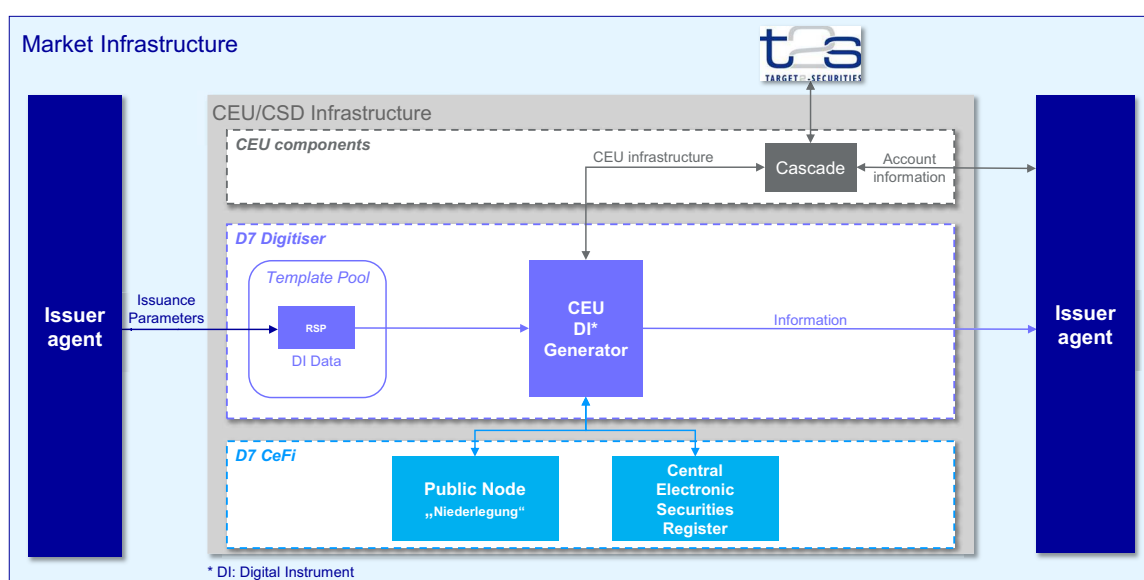 Market Infrastructure
t2s
TARGET2-SECURITIES
CEU/CSD Infrastructure
CEU components
CEU infrastructure
Cascade
Account
information
D7 Digitiser
Template Pool
Issuance
Parameters
RSP
DI Data
CEU
DI*
Generator
Information
Issuer
agent
Issuer
agent
D7 CeFi
Public Node
„Niederlegung“
Central
Electronic
Securities
Register
* DI: Digital Instrument